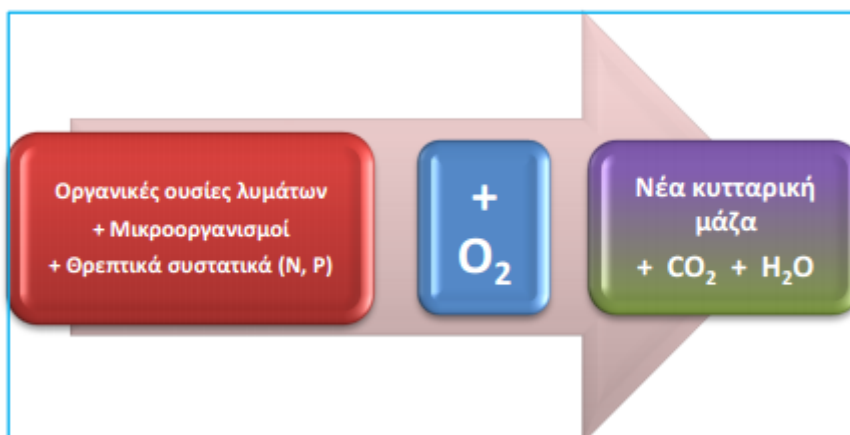 Οργανικές ουσίες λυμάτων
+ Μικροοργανισμοί
+ Θρεπτικά συστατικά (Ν, Ρ)
+
O₂
Νέα κυτταρική
μάζα
+ CO₂ + H₂O